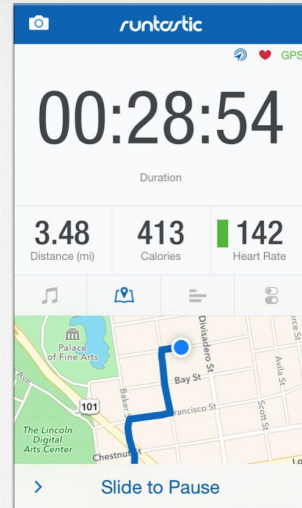 runtastic
GPS
00:28:54
Duration
3.48
413
142
Distance (mi)
Calories
Heart Rate
Palace
of Fine Arts
Divisadero St
Bay St
Avila St
101
Baker
Francisco St
Scott St
The Lincoln
Digital
Arts Center
Chestnut St
Slide to Pause